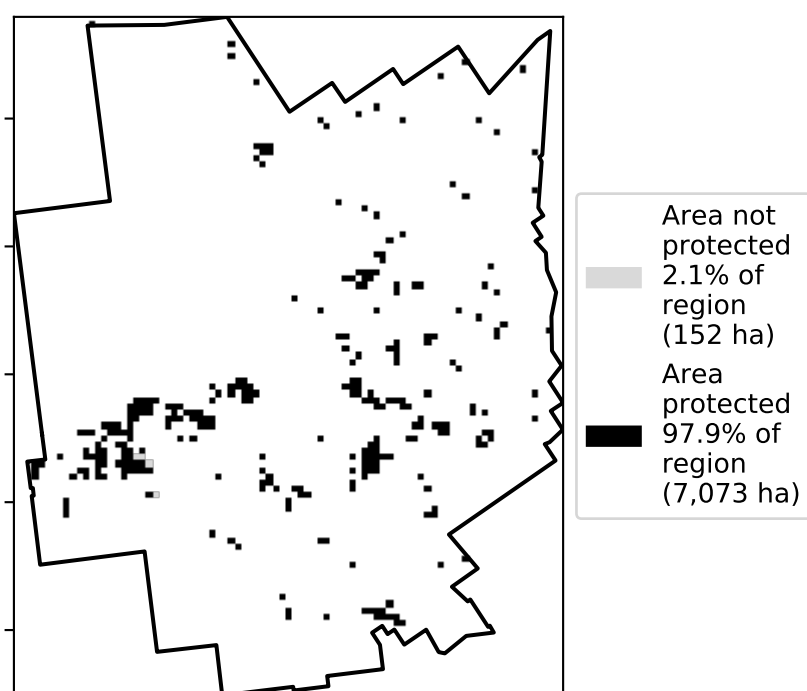 Area not
protected
2.1% of
region
(152 ha)
Area
protected
97.9% of
region
(7,073 ha)